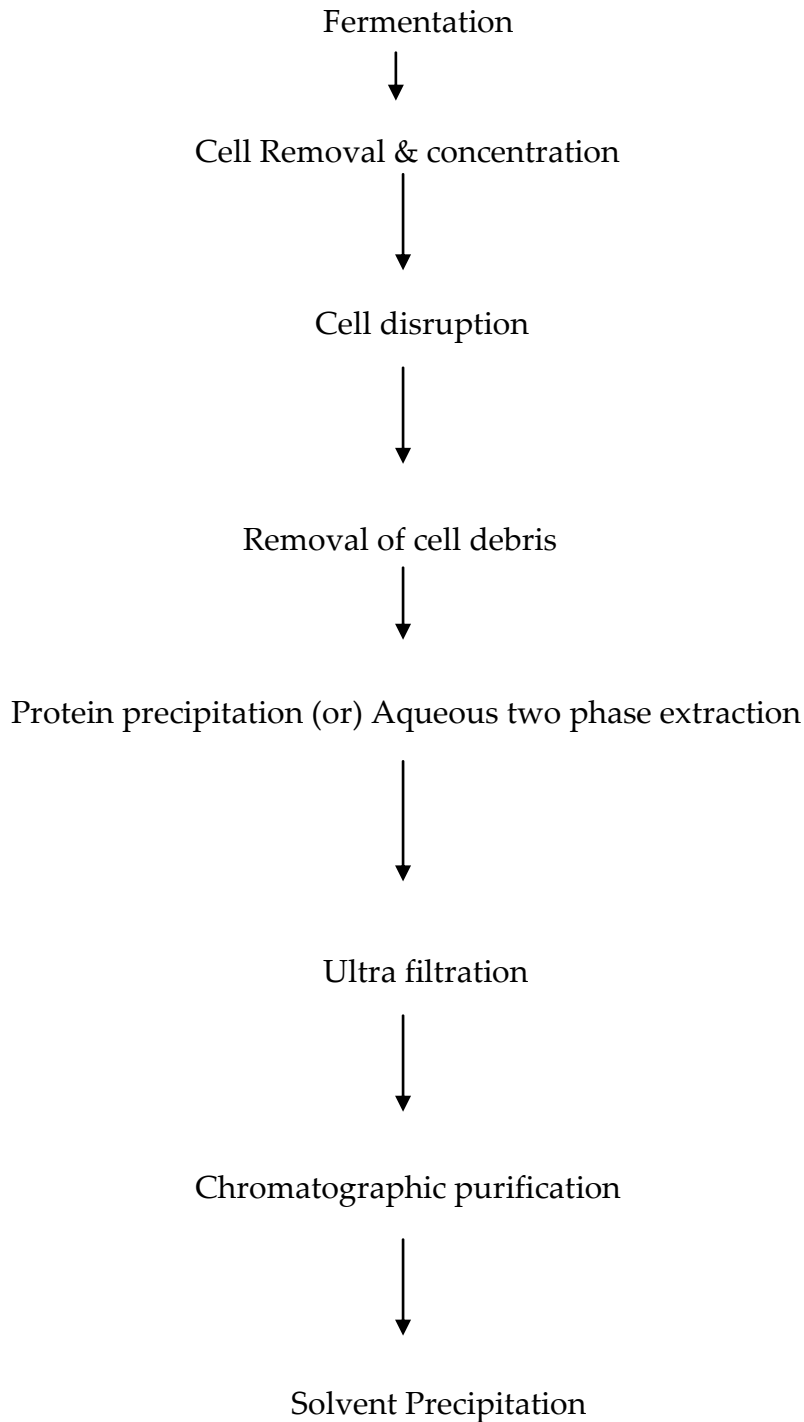 Fermentation
Cell Removal & concentration
Cell disruption
Removal of cell debris
Protein precipitation (or) Aqueous two phase extraction
Ultra filtration
Chromatographic purification
Solvent Precipitation